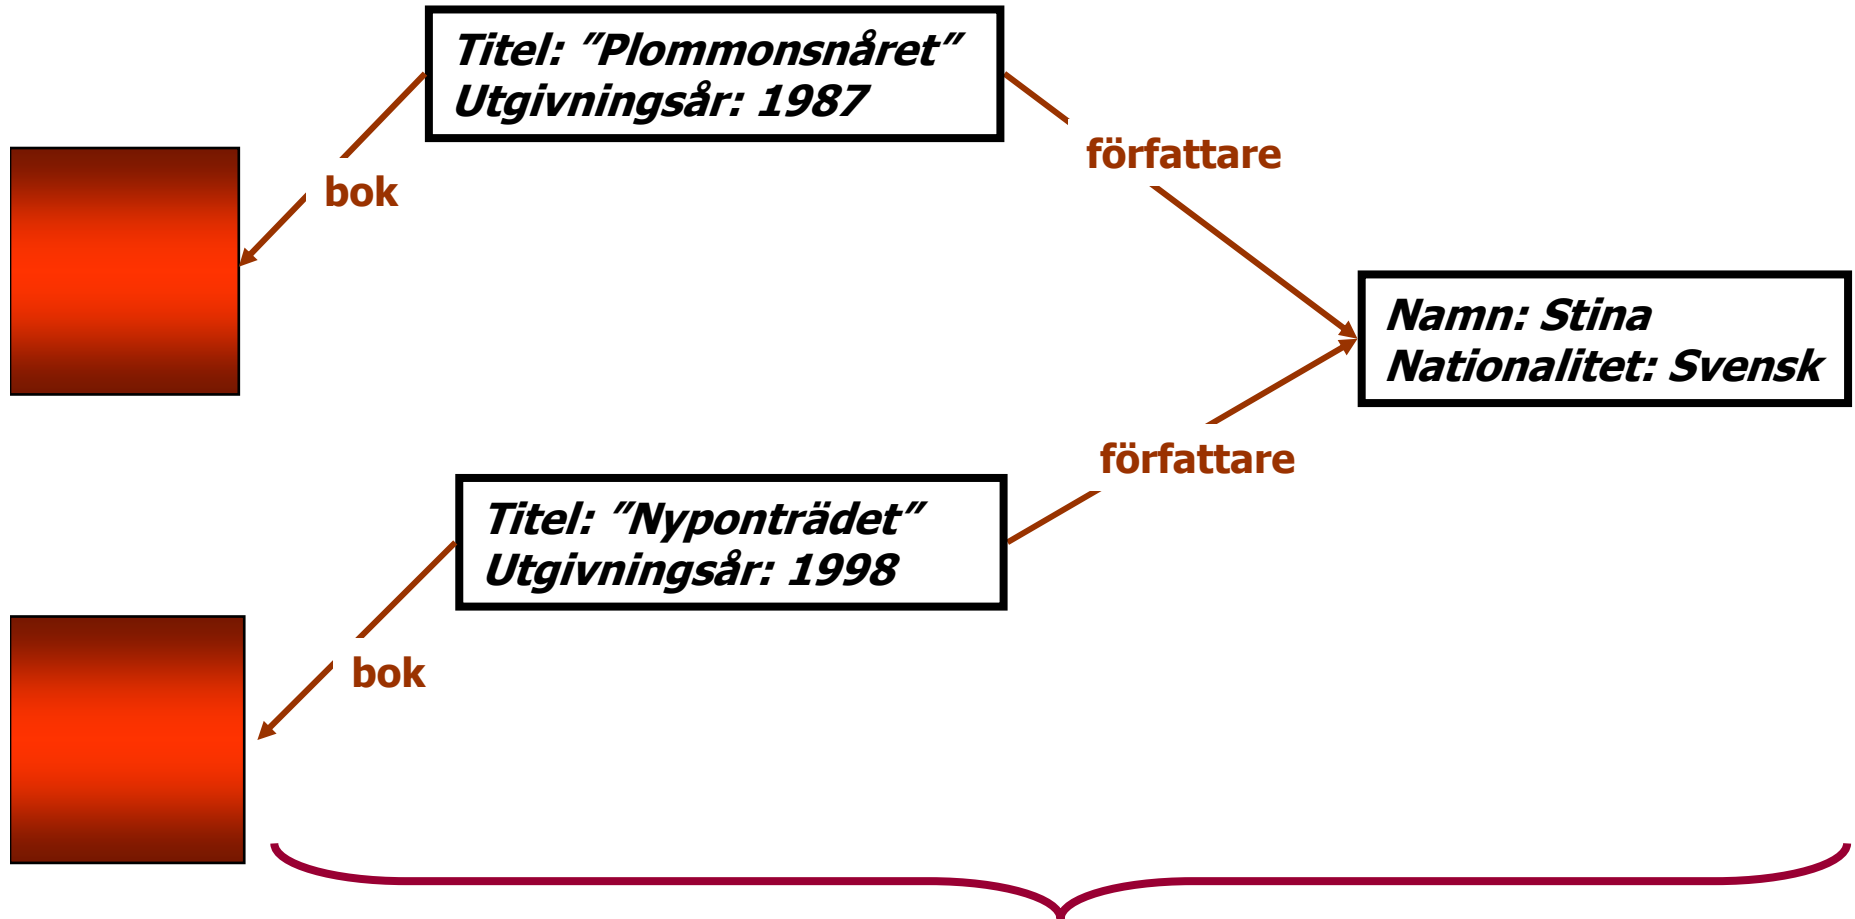 Titel: ”Plommonsnåret”
Utgivningsår: 1987
författare
bok
Namn: Stina
Nationalitet: Svensk
författare
Titel: ”Nyponträdet”
Utgivningsår: 1998
bok